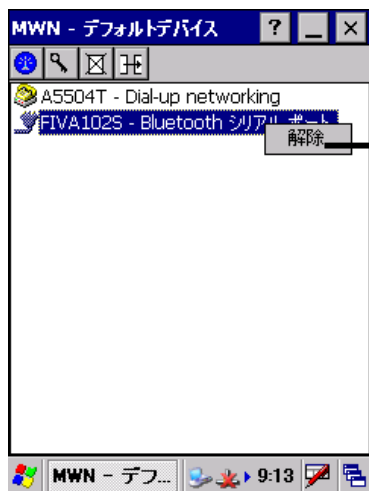 MWN - デフォルトデバイス ? _ ×
A5504T - Dial-up networking
FIVA102S - Bluetooth シリアル ポート
解除
MWN - デフ... 9:13